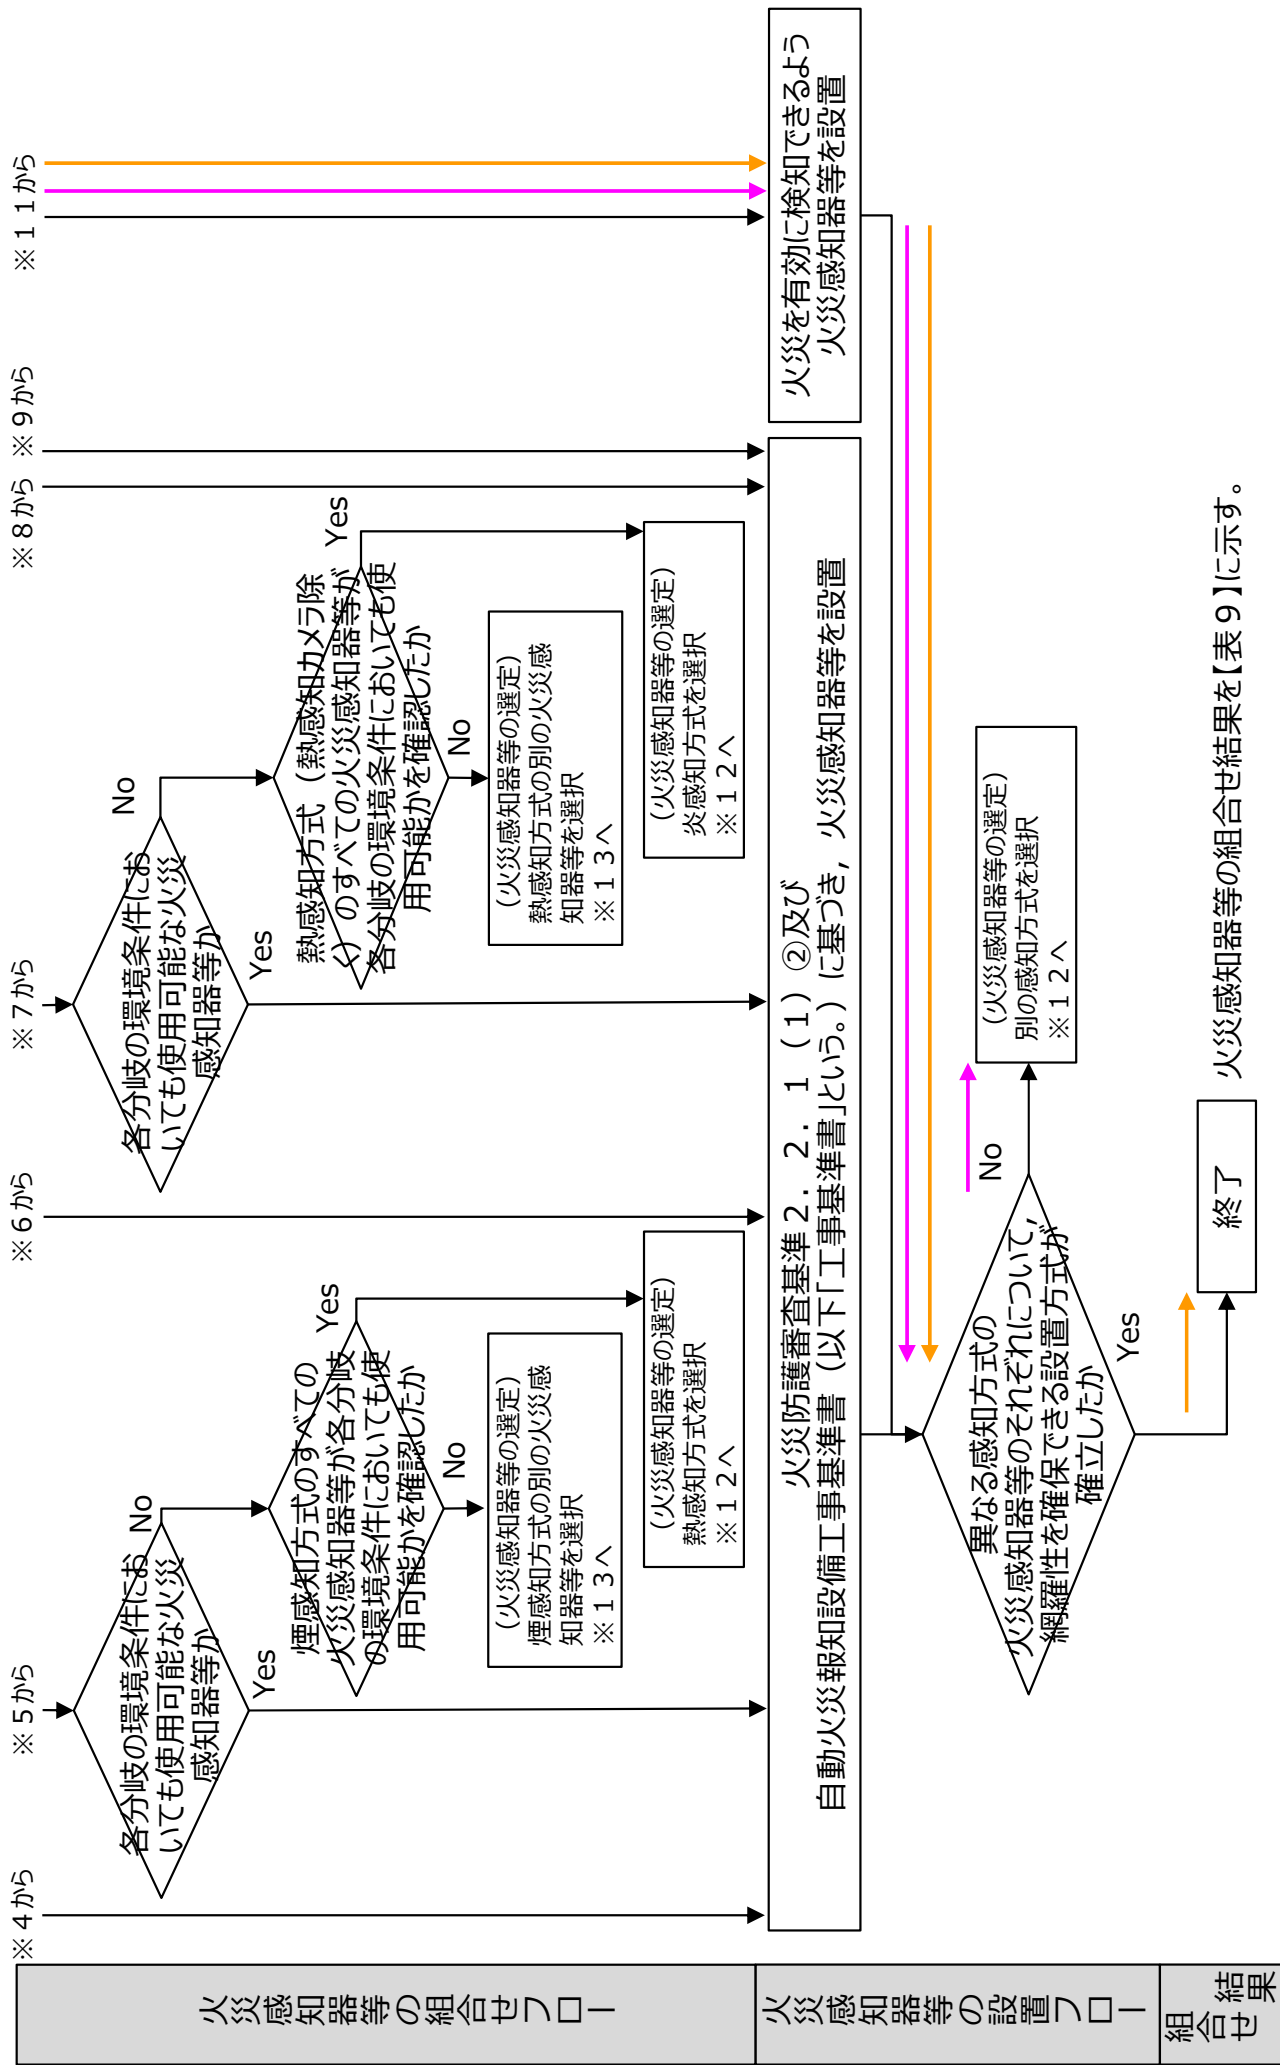 火災感知器等の組合せフロー
※４から
※５から
各分岐の環境条件にお
いても使用可能な火災
感知器等か
No
Yes
煙感知方式のすべての
火災感知器等が各分岐
の環境条件においても使
用可能かを確認したか
Yes
No
（火災感知器等の選定）
煙感知方式の別の火災感
知器等を選択
※１３へ
（火災感知器等の選定）
熱感知方式を選択
※１２へ
※６から
※７から
各分岐の環境条件にお
いても使用可能な火災
感知器等か
No
Yes
熱感知方式（熱感知カメラ除
く）のすべての火災感知器等が
各分岐の環境条件においても使
用可能かを確認したか
Yes
No
（火災感知器等の選定）
熱感知方式の別の火災感
知器等を選択
※１３へ
（火災感知器等の選定）
炎感知方式を選択
※１２へ
※８から
※９から
※１１から
火災感知器等の設置フロー
火災防護審査基準２．２．１（１）②及び
自動火災報知設備工事基準書（以下「工事基準書」という。）に基づき，火災感知器等を設置
火災を有効に検知できるよう
火災感知器等を設置
異なる感知方式の
火災感知器等のそれぞれについて，
網羅性を確保できる設置方式が
確立したか
No
Yes
（火災感知器等の選定）
別の感知方式を選択
※１２へ
組合せ
結果
終了
火災感知器等の組合せ結果を【表９】に示す。